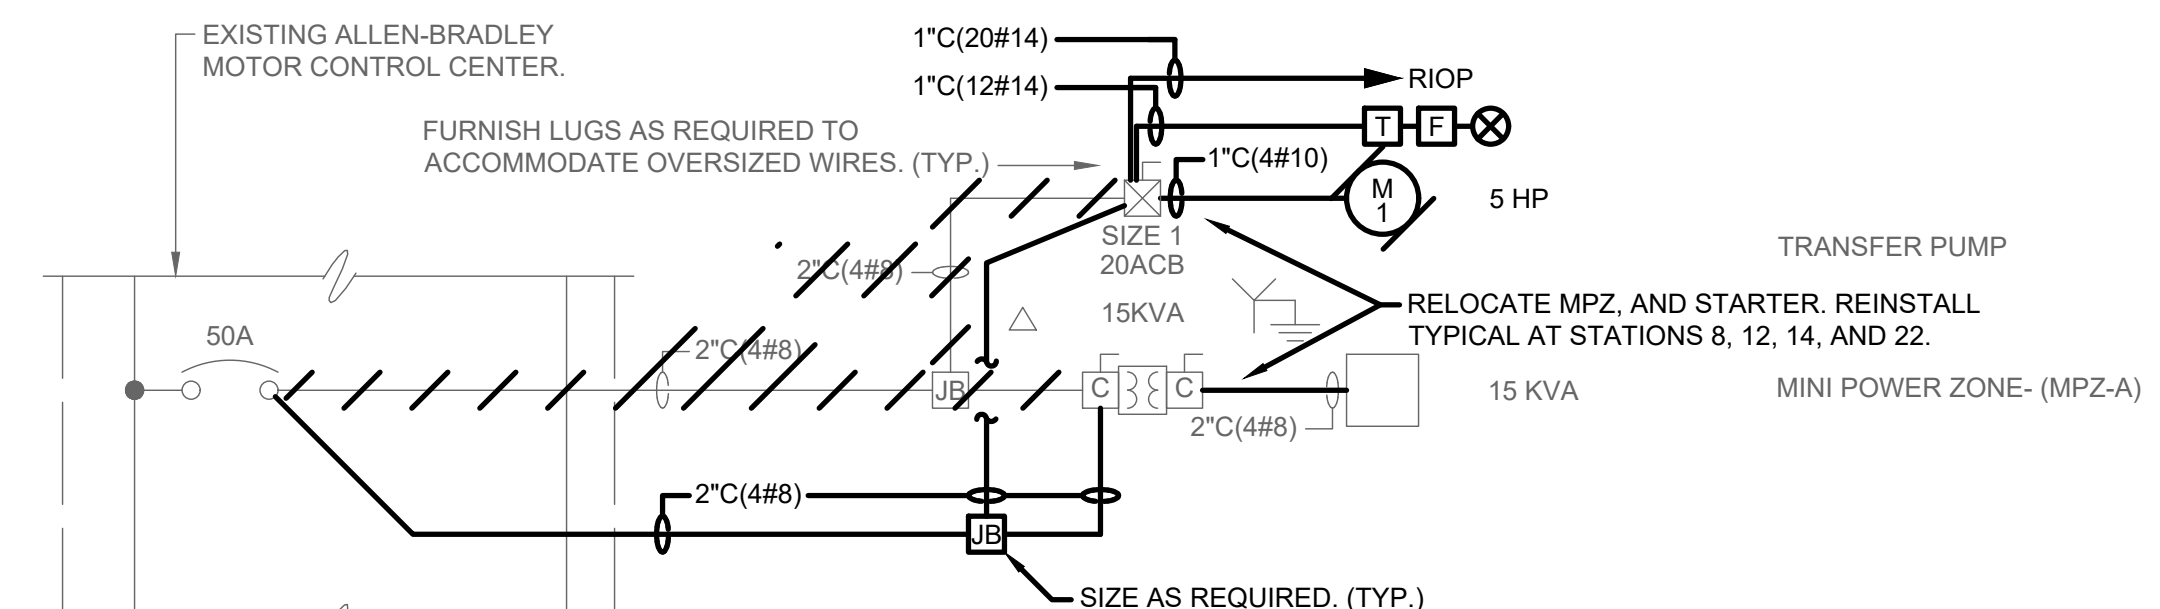 EXISTING ALLEN-BRADLEY
MOTOR CONTROL CENTER.
1"C(20#14)
RIOP
1"C(12#14)
T
F
FURNISH LUGS AS REQUIRED TO
ACCOMMODATE OVERSIZED WIRES. (TYP.)
1"C(4#10)
M
1
5 HP
SIZE 1
20ACB
TRANSFER PUMP
2"C(4#8)
15KVA
RELOCATE MPZ, AND STARTER. REINSTALL
TYPICAL AT STATIONS 8, 12, 14, AND 22.
50A
2"C(4#8)
JB
C
C
15 KVA
MINI POWER ZONE- (MPZ-A)
2"C(4#8)
2"C(4#8)
JB
SIZE AS REQUIRED. (TYP.)